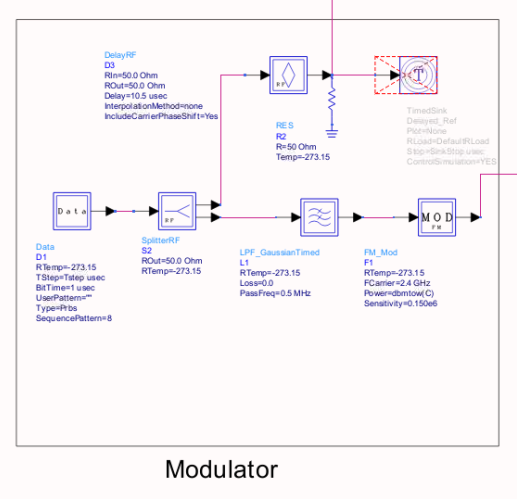 DelayRF
D3
RIn=50.0 Ohm
ROut=50.0 Ohm
Delay=10.5 usec
InterpolationMethod=none
IncludeCarrierPhaseShift=Yes
RF
T
RES
R2
R=50 Ohm
Temp=-273.15
TimedSink
Delayed_Ref
Plot=None
RLoad=DefaultRLoad
Stop=SinkStop usec
ControlSimulation=YES
Data
RF
MOD
FM
Data
D1
RTemp=-273.15
TStep=Tstep usec
BitTime=1 usec
UserPattern=""
Type=Prbs
SequencePattern=8
SplitterRF
S2
ROut=50.0 Ohm
RTemp=-273.15
LPF_GaussianTimed
L1
RTemp=-273.15
Loss=0.0
PassFreq=0.5 MHz
FM_Mod
F1
RTemp=-273.15
FCarrier=2.4 GHz
Power=dbmtow(C)
Sensitivity=0.150e6
Modulator